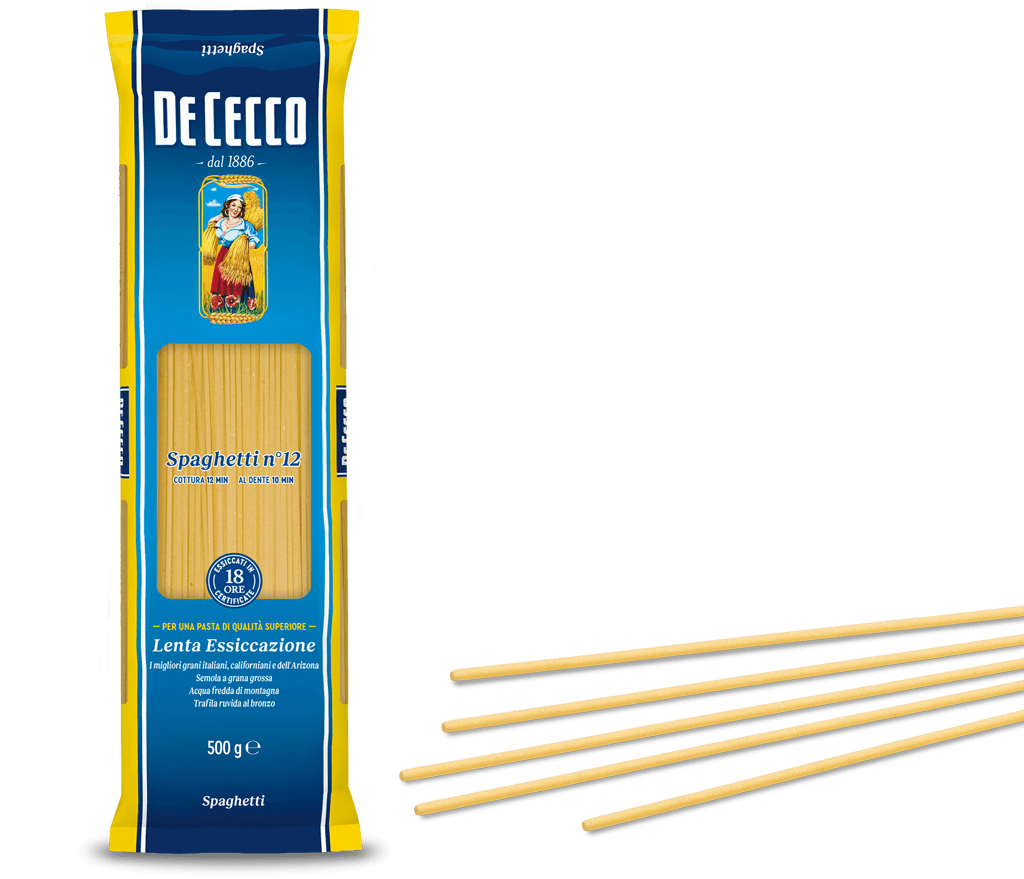 Spaghetti
DE CECCO
dal 1886
Spaghetti n°12
COTTURA 12 MIN AL DENTE 10 MIN
ESSICCATI IN
18
ORE
CERTIFICATE
PER UNA PASTA DI QUALITÀ SUPERIORE
Lenta Essiccazione
I migliori grani italiani, californiani e dell'Arizona
Semola a grana grossa
Acqua fredda di montagna
Trafila ruvida al bronzo
500 g ℮
Spaghetti
DE CECCO
DE CECCO